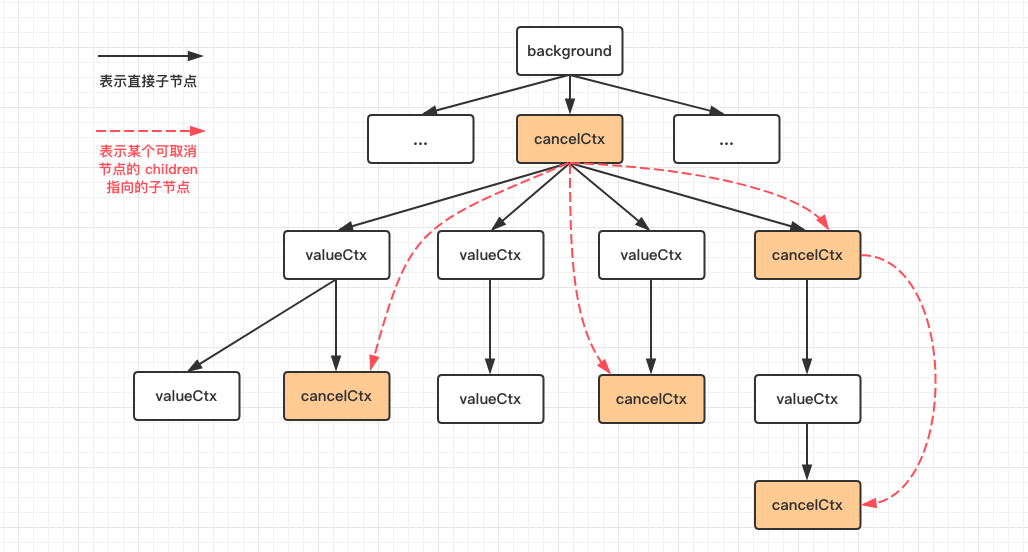 background
表示直接子节点
...
cancelCtx
...
表示某个可取消
节点的 children
指向的子节点
valueCtx
valueCtx
valueCtx
cancelCtx
valueCtx
cancelCtx
valueCtx
cancelCtx
valueCtx
cancelCtx